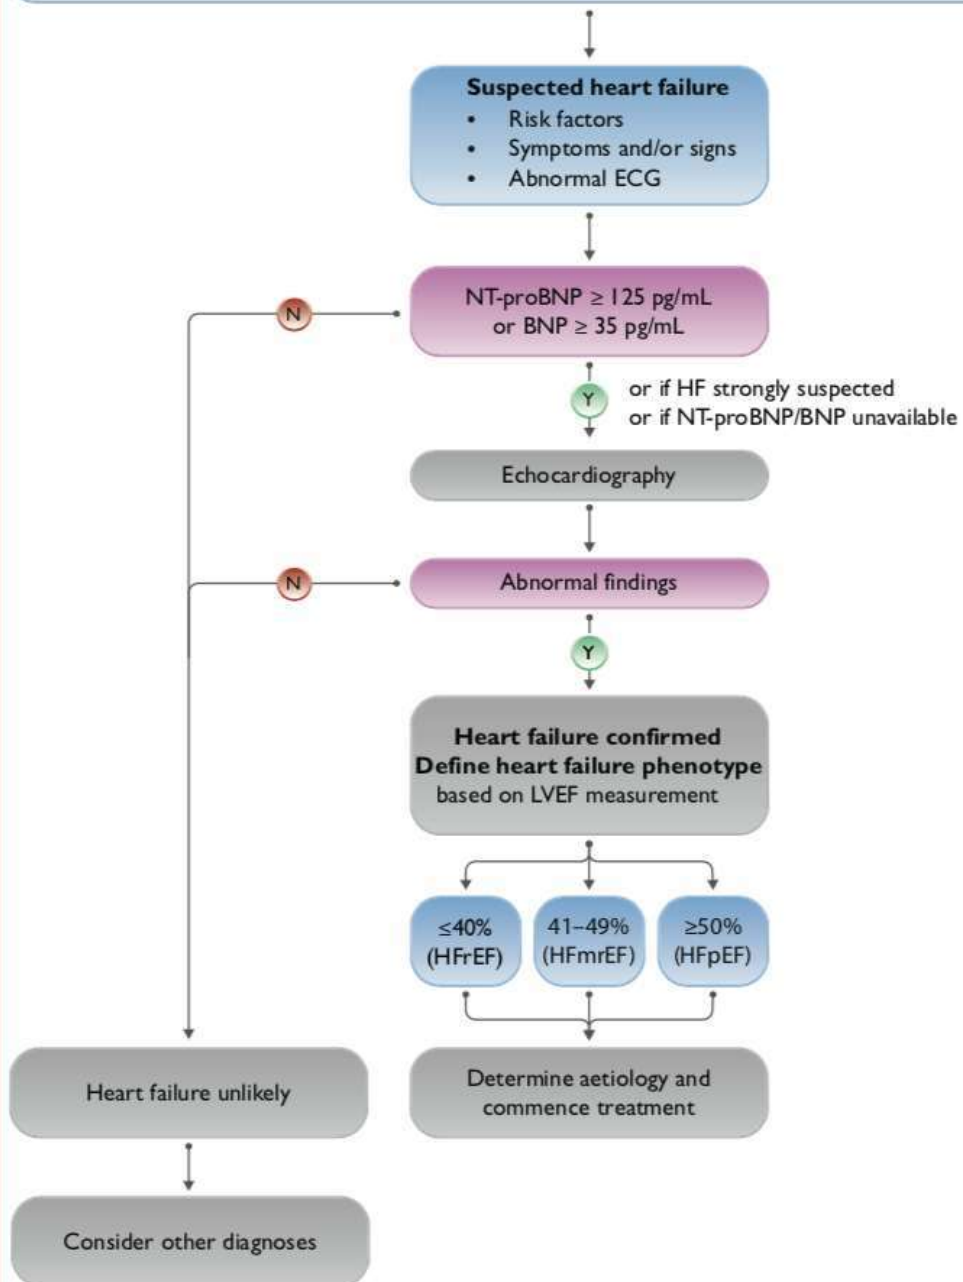 Suspected heart failure
• Risk factors
• Symptoms and/or signs
• Abnormal ECG
NT-proBNP ≥ 125 pg/mL
or BNP ≥ 35 pg/mL
N
Y
or if HF strongly suspected
or if NT-proBNP/BNP unavailable
Echocardiography
Abnormal findings
N
Y
Heart failure confirmed
Define heart failure phenotype
based on LVEF measurement
≤40%
(HFrEF)
41–49%
(HFmrEF)
≥50%
(HFpEF)
Determine aetiology and
commence treatment
Heart failure unlikely
Consider other diagnoses